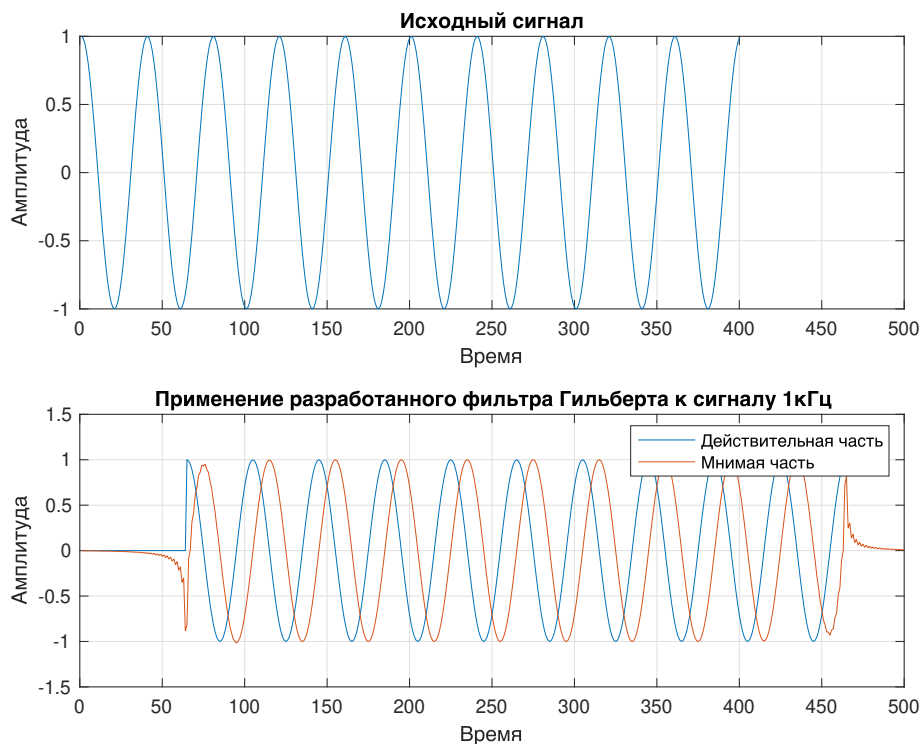 Исходный сигнал
1
0.5
0
-0.5
-1
Амплитуда
0 50 100 150 200 250 300 350 400 450 500
Время
Применение разработанного фильтра Гильберта к сигналу 1кГц
1.5
1
0.5
0
-0.5
-1
-1.5
Амплитуда
Действительная часть
Мнимая часть
0 50 100 150 200 250 300 350 400 450 500
Время